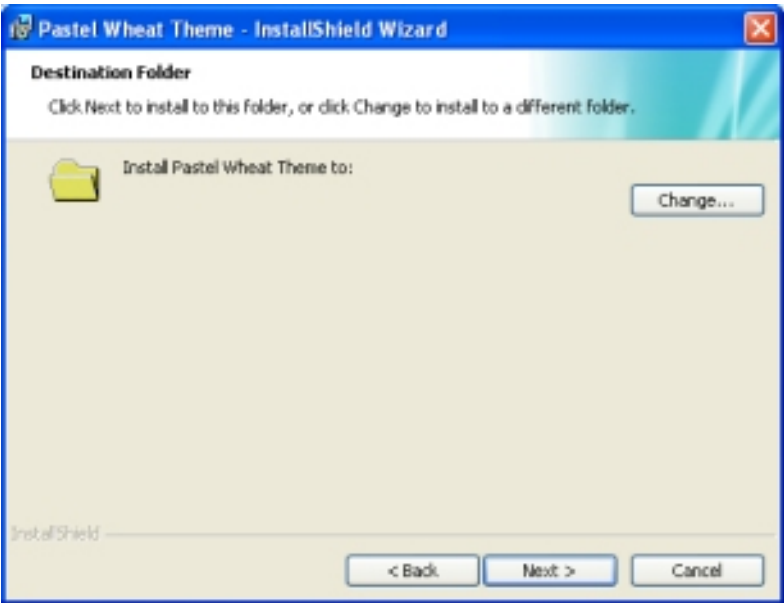 Pastel Wheat Theme - InstallShield Wizard
Destination Folder
Click Next to install to this folder, or click Change to install to a different folder.
Install Pastel Wheat Theme to:
Change...
InstallShield
< Back
Next >
Cancel